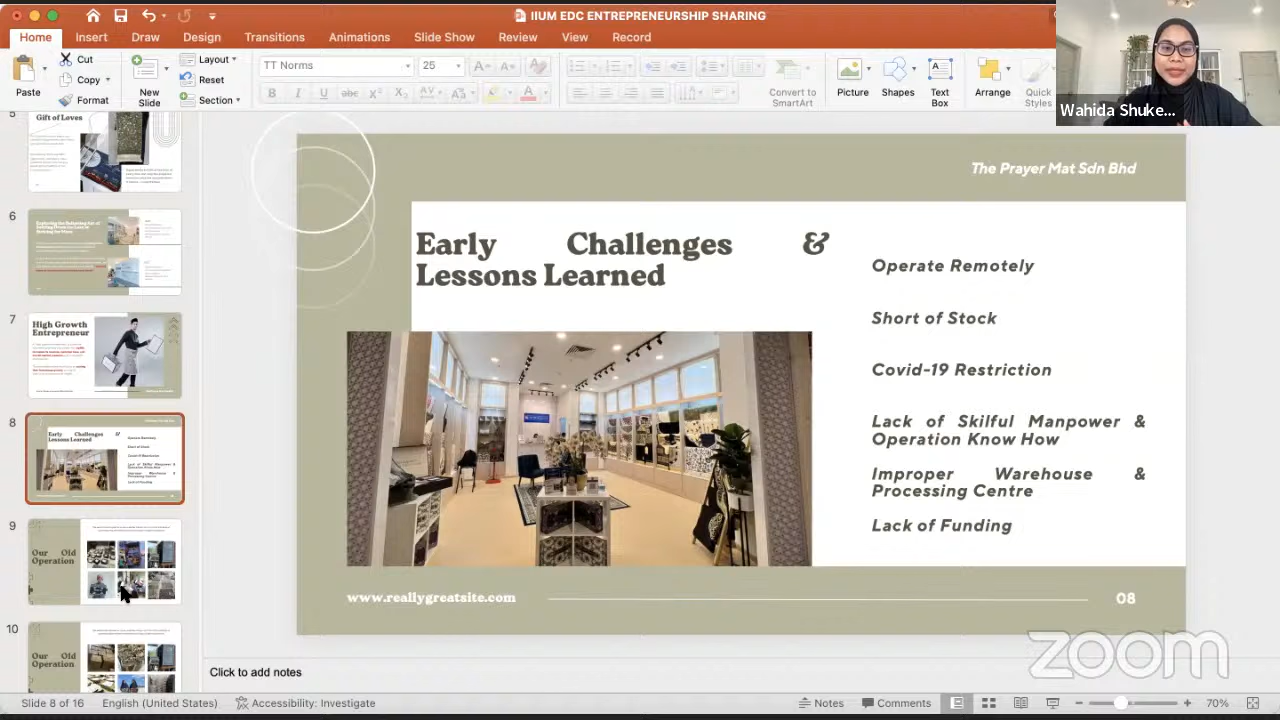 IIUM EDC ENTREPRENEURSHIP SHARING
Home Insert Draw Design Transitions Animations Slide Show Review View Record
Paste
Cut
Copy
Format
New
Slide
Layout
Reset
Section
TT Norms
25
B I abc X X
Convert to
SmartArt
Picture
Shapes
Text
Box
Arrange
Quick
Styles
Wahida Shuke...
5
Gift of Loves
6
7
High Growth
Entrepreneur
8
Early Challenges &
Lessons Learned
9
Our Old
Operation
10
Our Old
Operation
The Prayer Mat Sdn Bhd
Early Challenges &
Lessons Learned
Operate Remotely
Short of Stock
Covid-19 Restriction
Lack of Skilful Manpower &
Operation Know How
Improper Warehouse &
Processing Centre
Lack of Funding
www.reallygreatsite.com
08
zoom
Click to add notes
Slide 8 of 16
English (United States)
Accessibility: Investigate
Notes
Comments
70%